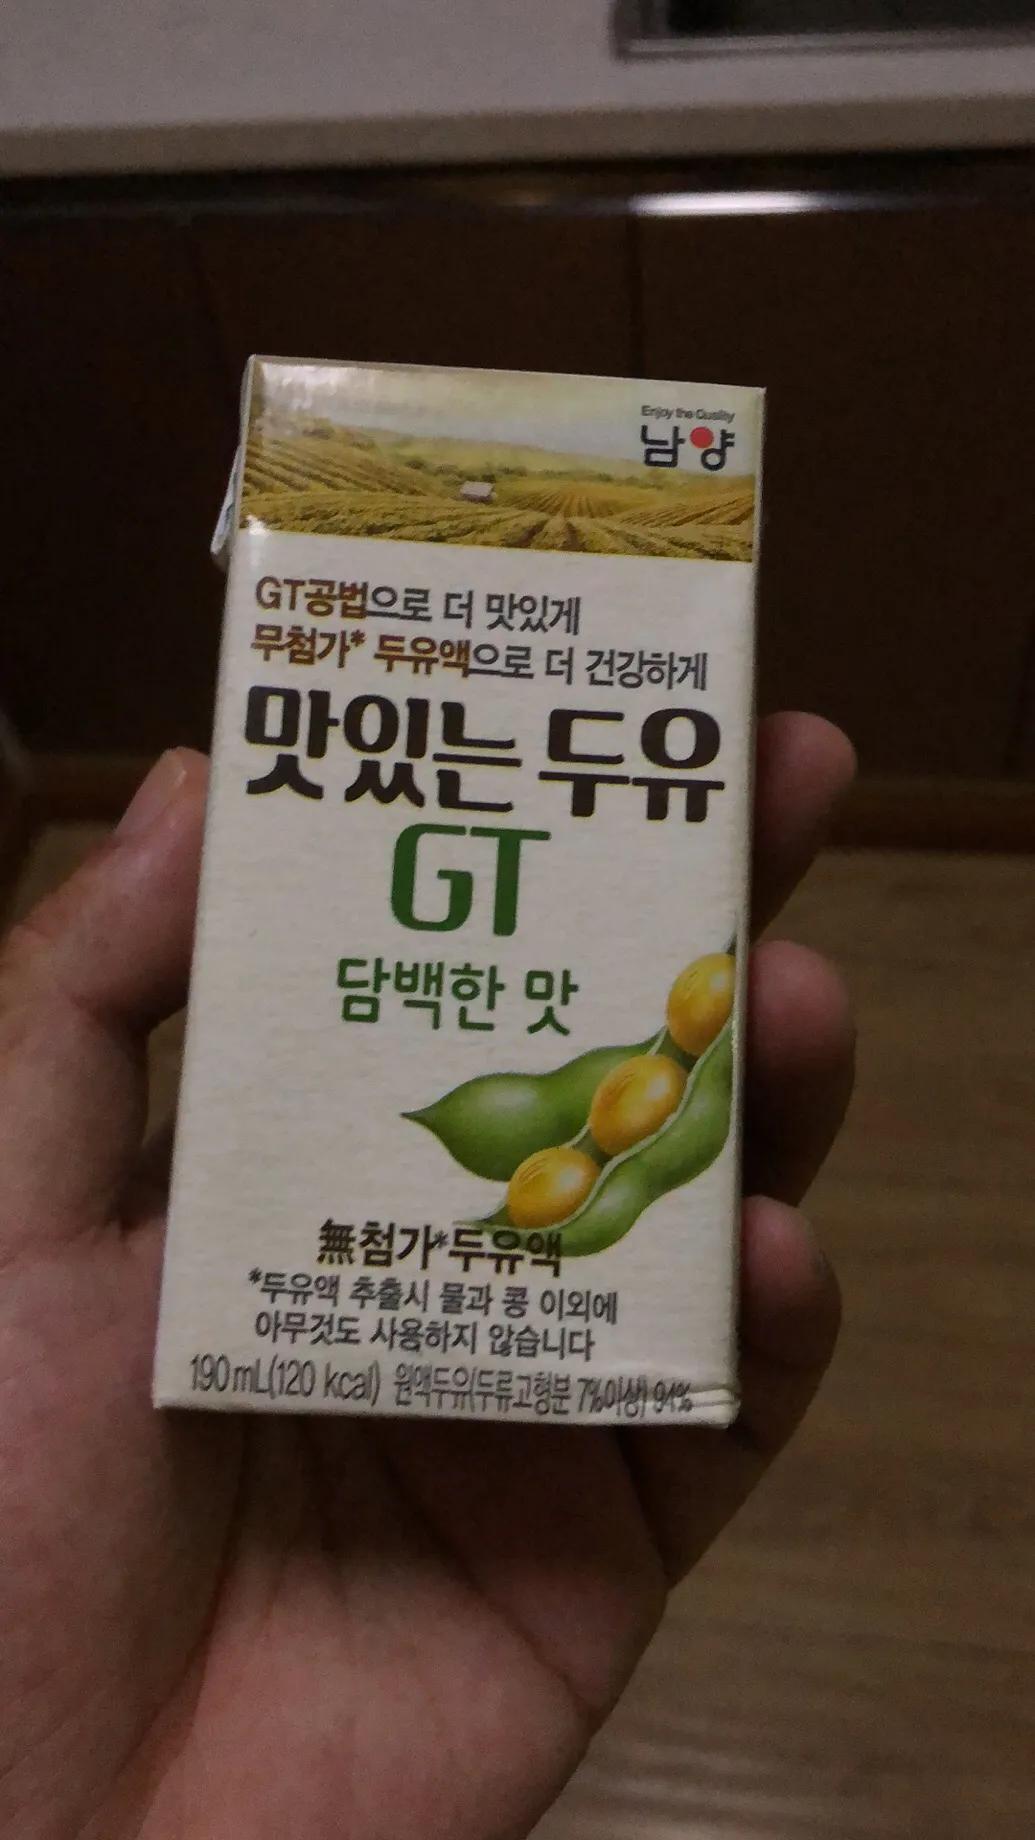 Enjoy the Quality
남양
GT공법으로 더 맛있게
무첨가* 두유액으로 더 건강하게
맛있는 두유
GT
담백한 맛
無첨가*두유액
*두유액 추출시 물과 콩 이외에
아무것도 사용하지 않습니다
190mL(120 kcal) 원액두유(두류고형분 7%이상) 94%